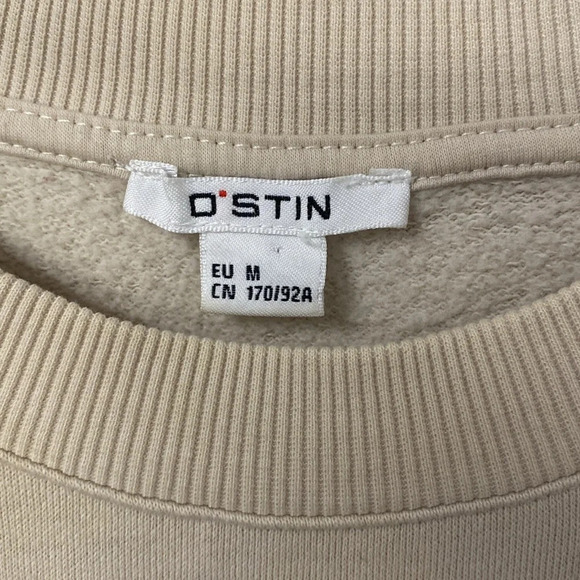 O'STIN
EU M
CN 170/92A